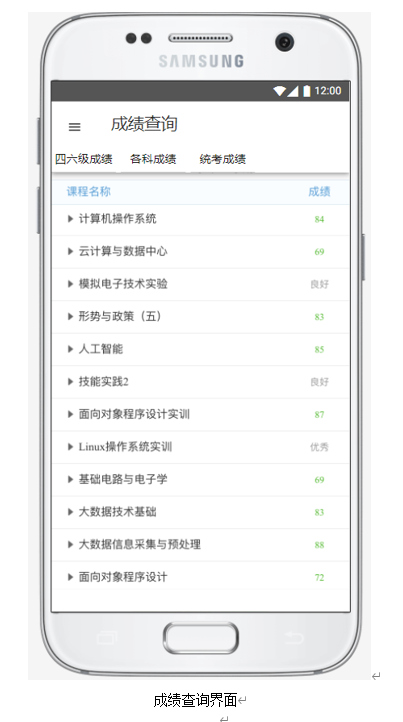 SAMSUNG
12:00
成绩查询
四六级成绩 各科成绩 统考成绩
课程名称 成绩
计算机操作系统 84
云计算与数据中心 69
模拟电子技术实验 良好
形势与政策（五） 83
人工智能 85
技能实践2 良好
面向对象程序设计实训 87
Linux操作系统实训 优秀
基础电路与电子学 69
大数据技术基础 83
大数据信息采集与预处理 88
面向对象程序设计 72
成绩查询界面